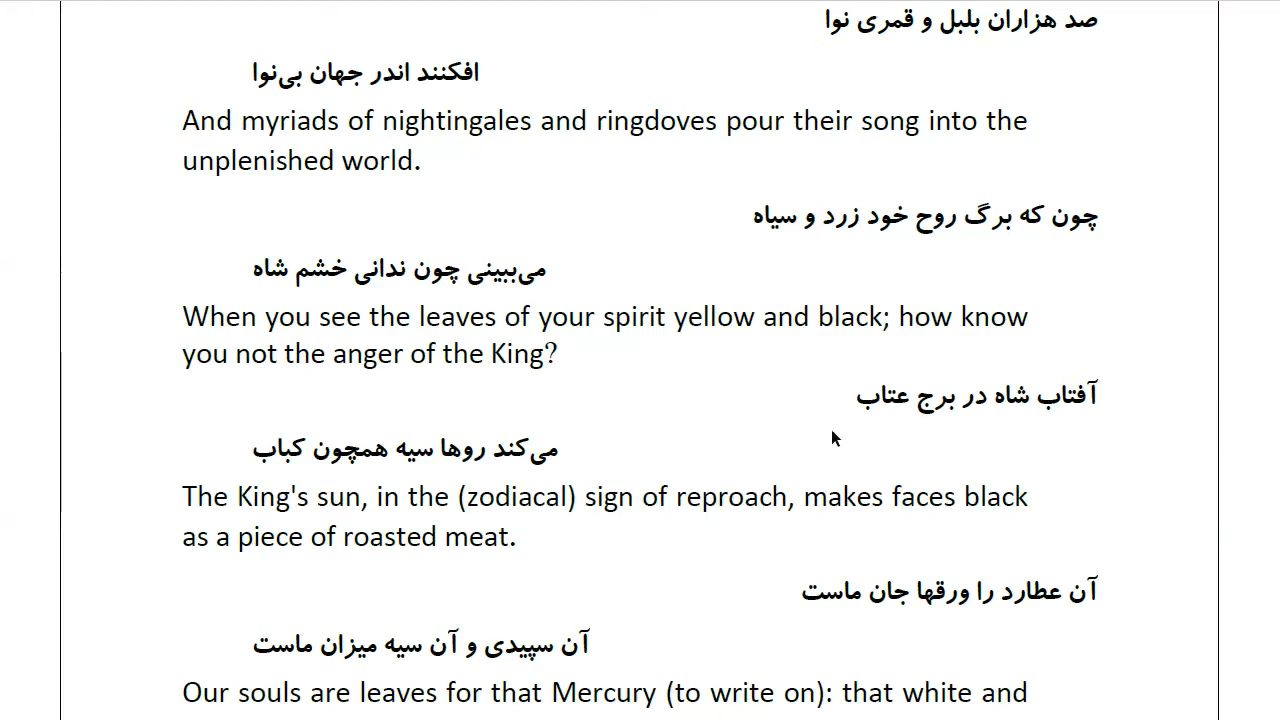 صد هزاران بلبل و قمری نوا
افکنند اندر جهان بی‌نوا
And myriads of nightingales and ringdoves pour their song into the
unplenished world.
چون که برگ روح خود زرد و سیاه
می‌ببینی چون ندانی خشم شاه
When you see the leaves of your spirit yellow and black; how know
you not the anger of the King?
آفتاب شاه در برج عتاب
می‌کند روها سیه همچون کباب
The King's sun, in the (zodiacal) sign of reproach, makes faces black
as a piece of roasted meat.
آن عطارد را ورقها جان ماست
آن سپیدی و آن سیه میزان ماست
Our souls are leaves for that Mercury (to write on): that white and